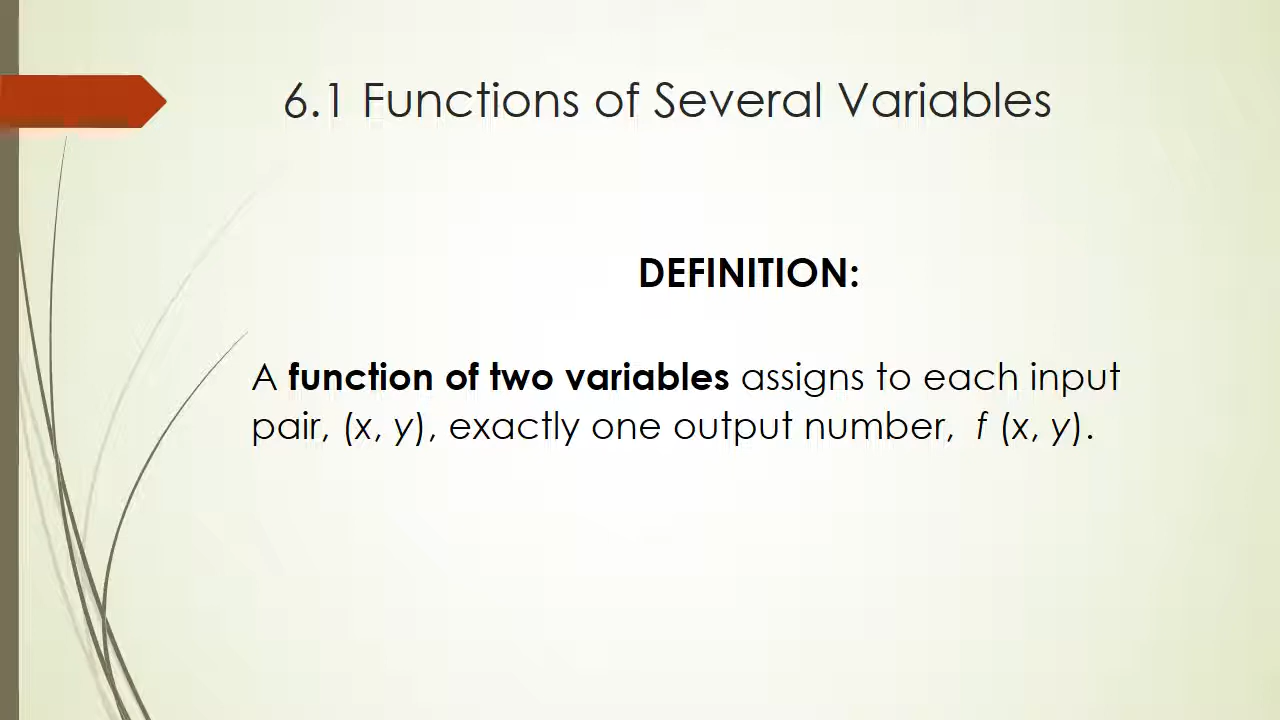 6.1 Functions of Several Variables
DEFINITION:
A function of two variables assigns to each input
pair, (x, y), exactly one output number, f (x, y).